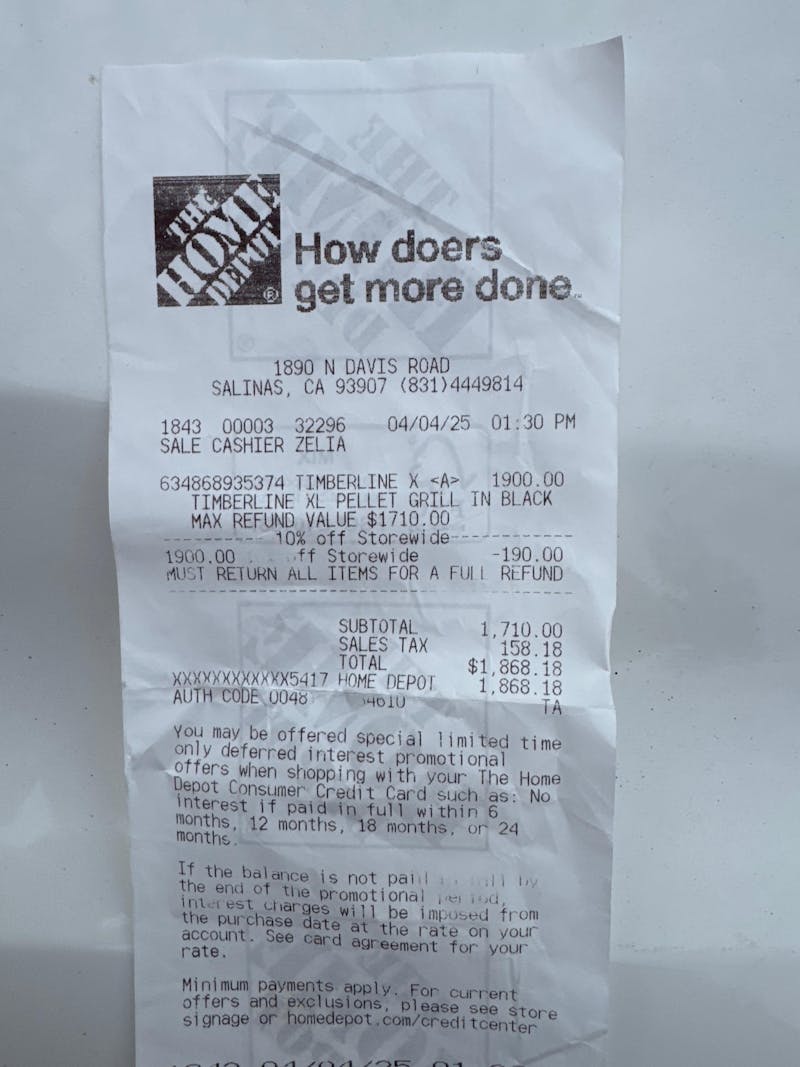 THE
HOME
DEPOT
®
How doers
get more done™
1890 N DAVIS ROAD
SALINAS, CA 93907 (831)4449814
1843 00003 32296 04/04/25 01:30 PM
SALE CASHIER ZELIA
634868935374 TIMBERLINE X <A> 1900.00
TIMBERLINE XL PELLET GRILL IN BLACK
MAX REFUND VALUE $1710.00
---------- 10% off Storewide------------
1900.00 ff Storewide -190.00
MUST RETURN ALL ITEMS FOR A FULL REFUND
SUBTOTAL 1,710.00
SALES TAX 158.18
TOTAL $1,868.18
XXXXXXXXXXXX5417 HOME DEPOT 1,868.18
AUTH CODE 0048 4610 TA
You may be offered special limited time
only deferred interest promotional
offers when shopping with your The Home
Depot Consumer Credit Card such as: No
interest if paid in full within 6
months, 12 months, 18 months, or 24
months.
If the balance is not paid in full by
the end of the promotional period,
interest charges will be imposed from
the purchase date at the rate on your
account. See card agreement for your
rate.
Minimum payments apply. For current
offers and exclusions, please see store
signage or homedepot.com/creditcenter